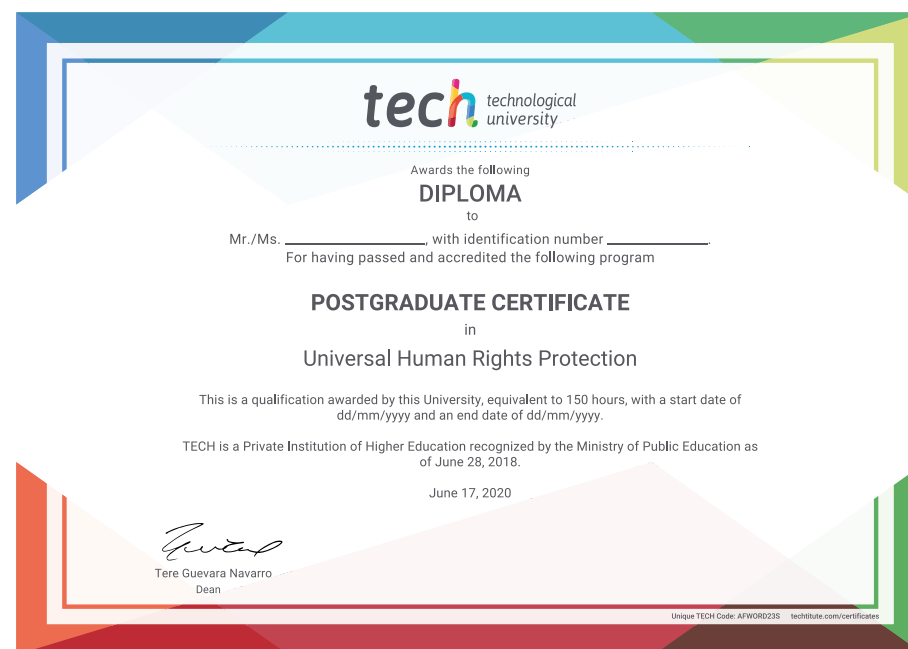 tech technological
university
Awards the following
DIPLOMA
to
Mr./Ms. ____________________, with identification number ______________.
For having passed and accredited the following program
POSTGRADUATE CERTIFICATE
in
Universal Human Rights Protection
This is a qualification awarded by this University, equivalent to 150 hours, with a start date of
dd/mm/yyyy and an end date of dd/mm/yyyy.
TECH is a Private Institution of Higher Education recognized by the Ministry of Public Education as
of June 28, 2018.
June 17, 2020
Tere Guevara Navarro
Dean
Unique TECH Code: AFWORD23S techtitute.com/certificates